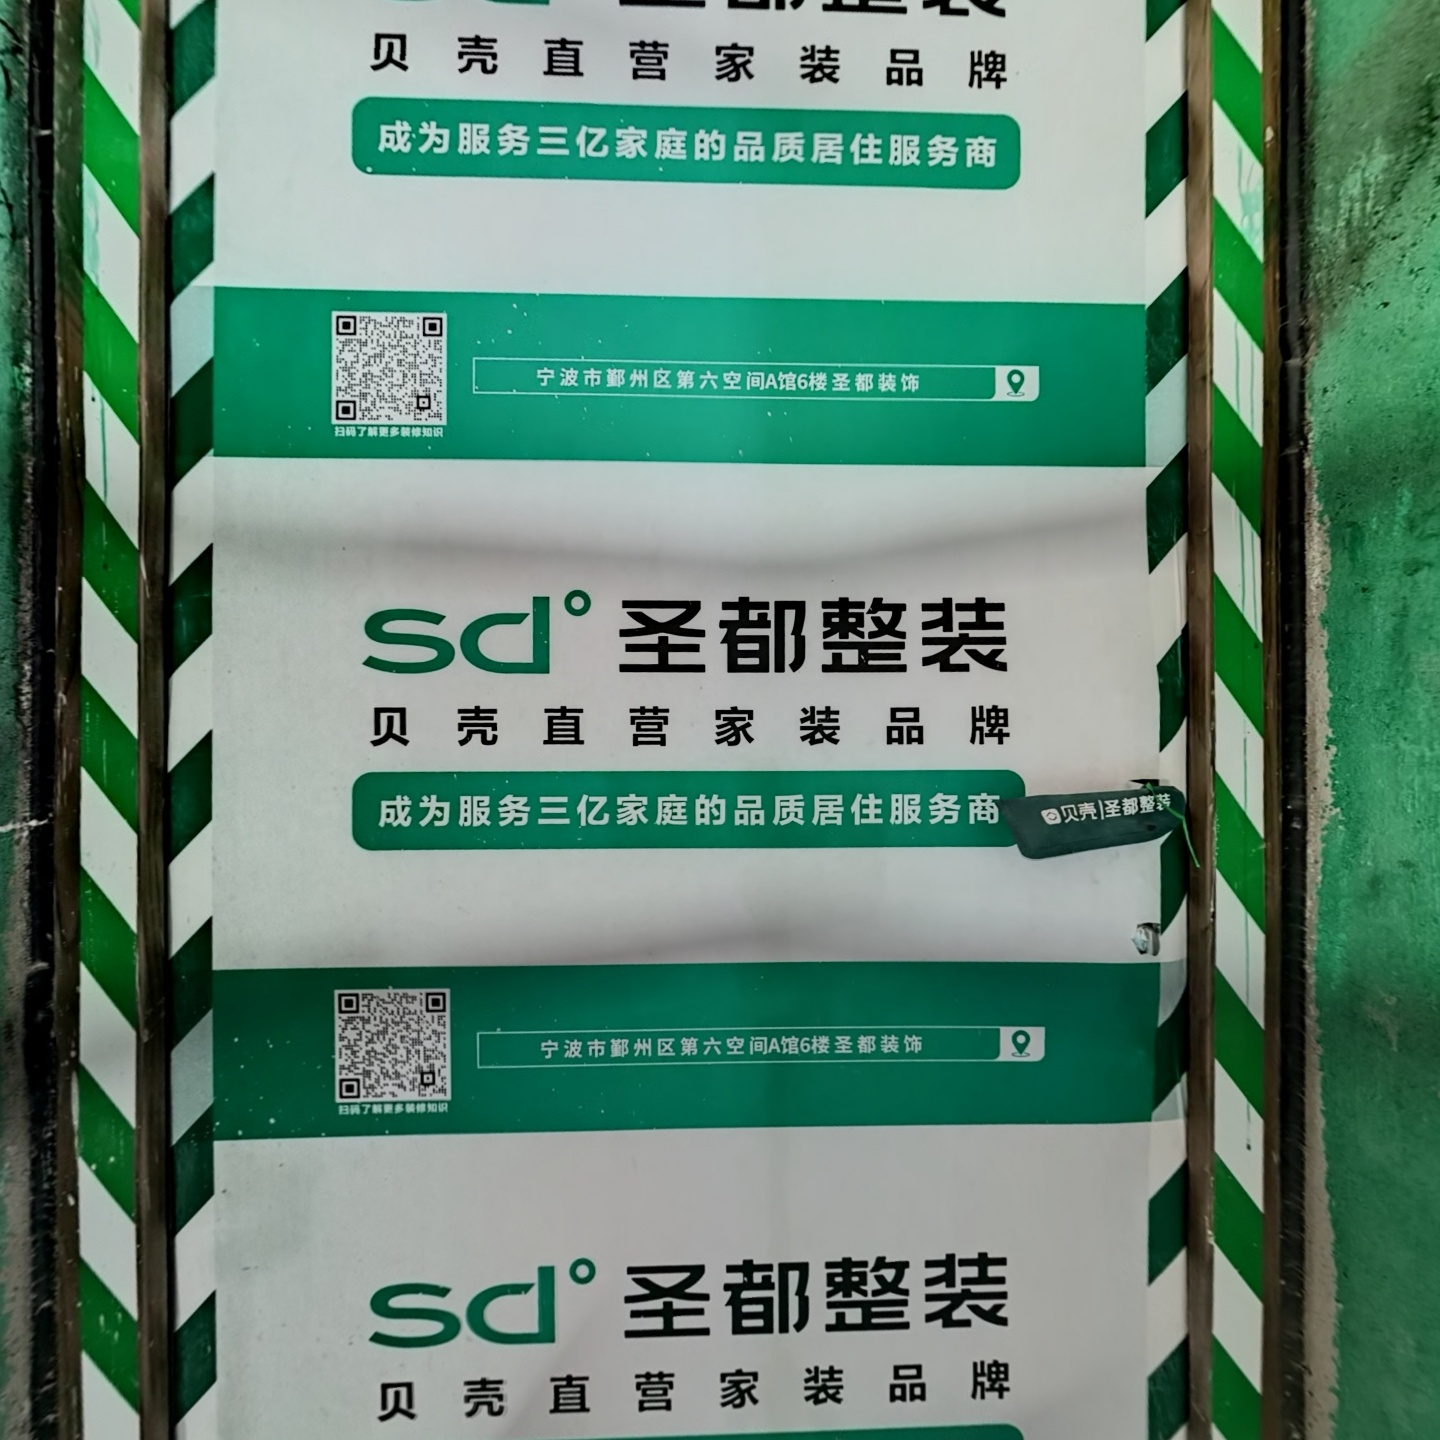 sd° 圣都整装
贝壳直营家装品牌
成为服务三亿家庭的品质居住服务商
宁波市鄞州区第六空间A馆6楼圣都装饰
扫码了解更多装修知识
sd° 圣都整装
贝壳直营家装品牌
成为服务三亿家庭的品质居住服务商
贝壳|圣都整装
宁波市鄞州区第六空间A馆6楼圣都装饰
扫码了解更多装修知识
sd° 圣都整装
贝壳直营家装品牌